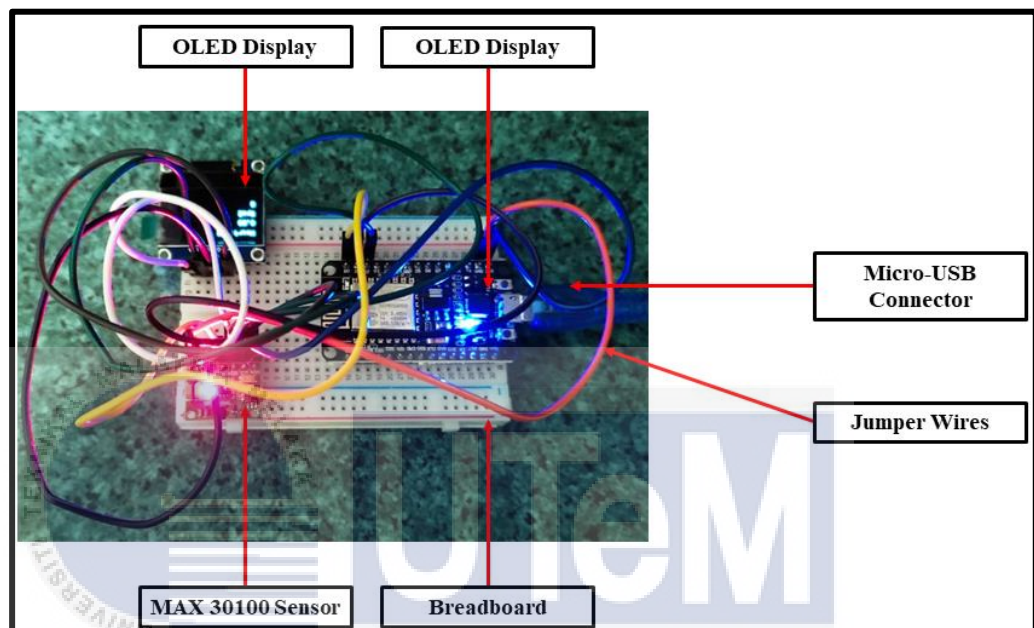 OLED Display
OLED Display
Micro-USB
Connector
Jumper Wires
MAX 30100 Sensor
Breadboard
UTeM